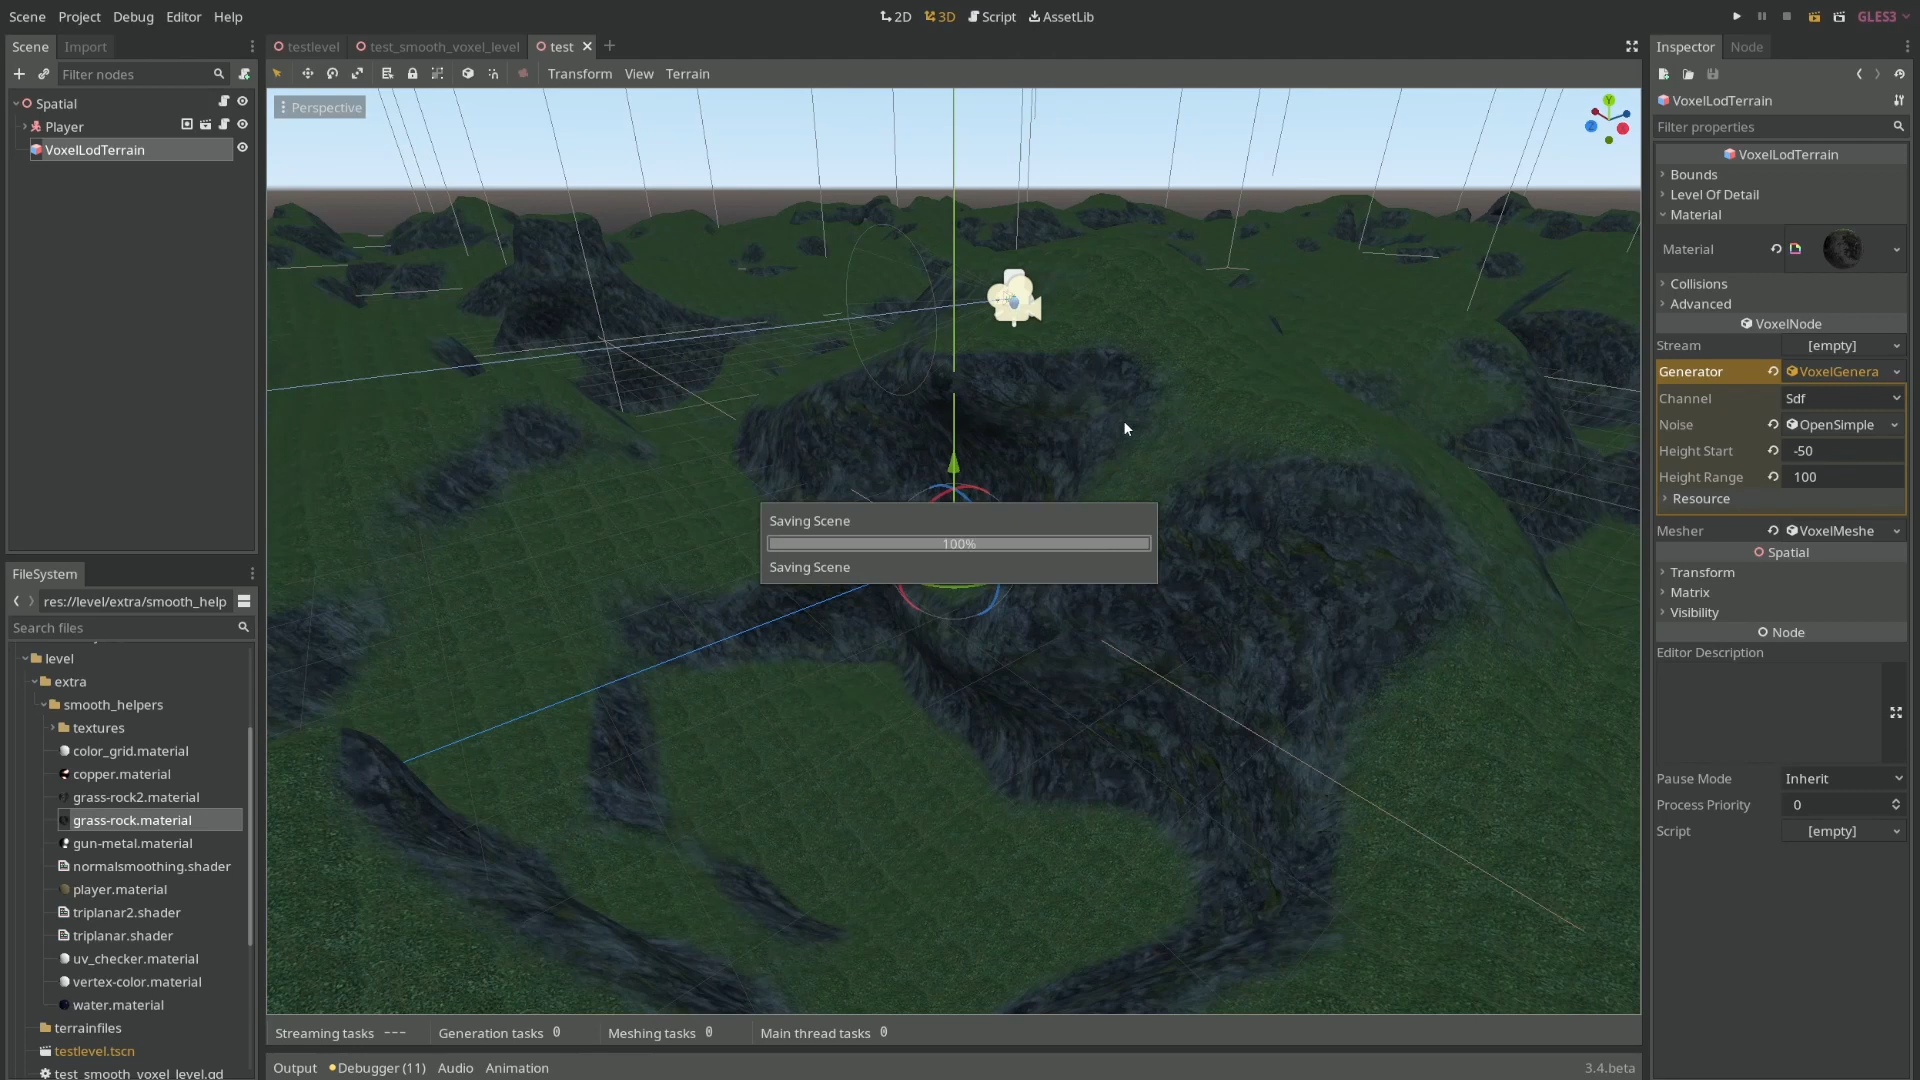 Scene Project Debug Editor Help
2D 3D Script AssetLib
GLES3
Scene Import
Filter nodes
Spatial
Player
VoxelLodTerrain
FileSystem
res://level/extra/smooth_help
Search files
level
extra
smooth_helpers
textures
color_grid.material
copper.material
grass-rock2.material
grass-rock.material
gun-metal.material
normalsmoothing.shader
player.material
triplanar2.shader
triplanar.shader
uv_checker.material
vertex-color.material
water.material
terrainfiles
testlevel.tscn
test_smooth_voxel_level.gd
testlevel test_smooth_voxel_level test
Transform View Terrain
Perspective
Y
Z
Saving Scene
100%
Saving Scene
Streaming tasks ---
Generation tasks 0
Meshing tasks 0
Main thread tasks 0
Output Debugger (11) Audio Animation
3.4.beta
Inspector Node
VoxelLodTerrain
Filter properties
VoxelLodTerrain
Bounds
Level Of Detail
Material
Material
Collisions
Advanced
VoxelNode
Stream [empty]
Generator VoxelGenera
Channel Sdf
Noise OpenSimple
Height Start -50
Height Range 100
Resource
Mesher VoxelMeshe
Spatial
Transform
Matrix
Visibility
Node
Editor Description
Pause Mode Inherit
Process Priority 0
Script [empty]